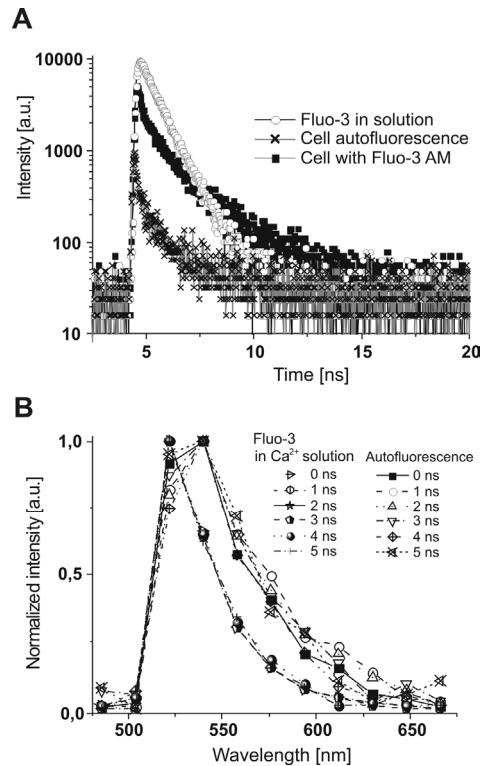 A
Intensity [a.u.]
10000
1000
100
10
Fluo-3 in solution
Cell autofluorescence
Cell with Fluo-3 AM
5
10
15
20
Time [ns]
B
Normalized intensity [a.u.]
1,0
0,5
0,0
Fluo-3
in Ca²⁺ solution
0 ns
1 ns
2 ns
3 ns
4 ns
5 ns
Autofluorescence
0 ns
1 ns
2 ns
3 ns
4 ns
5 ns
500
550
600
650
Wavelength [nm]